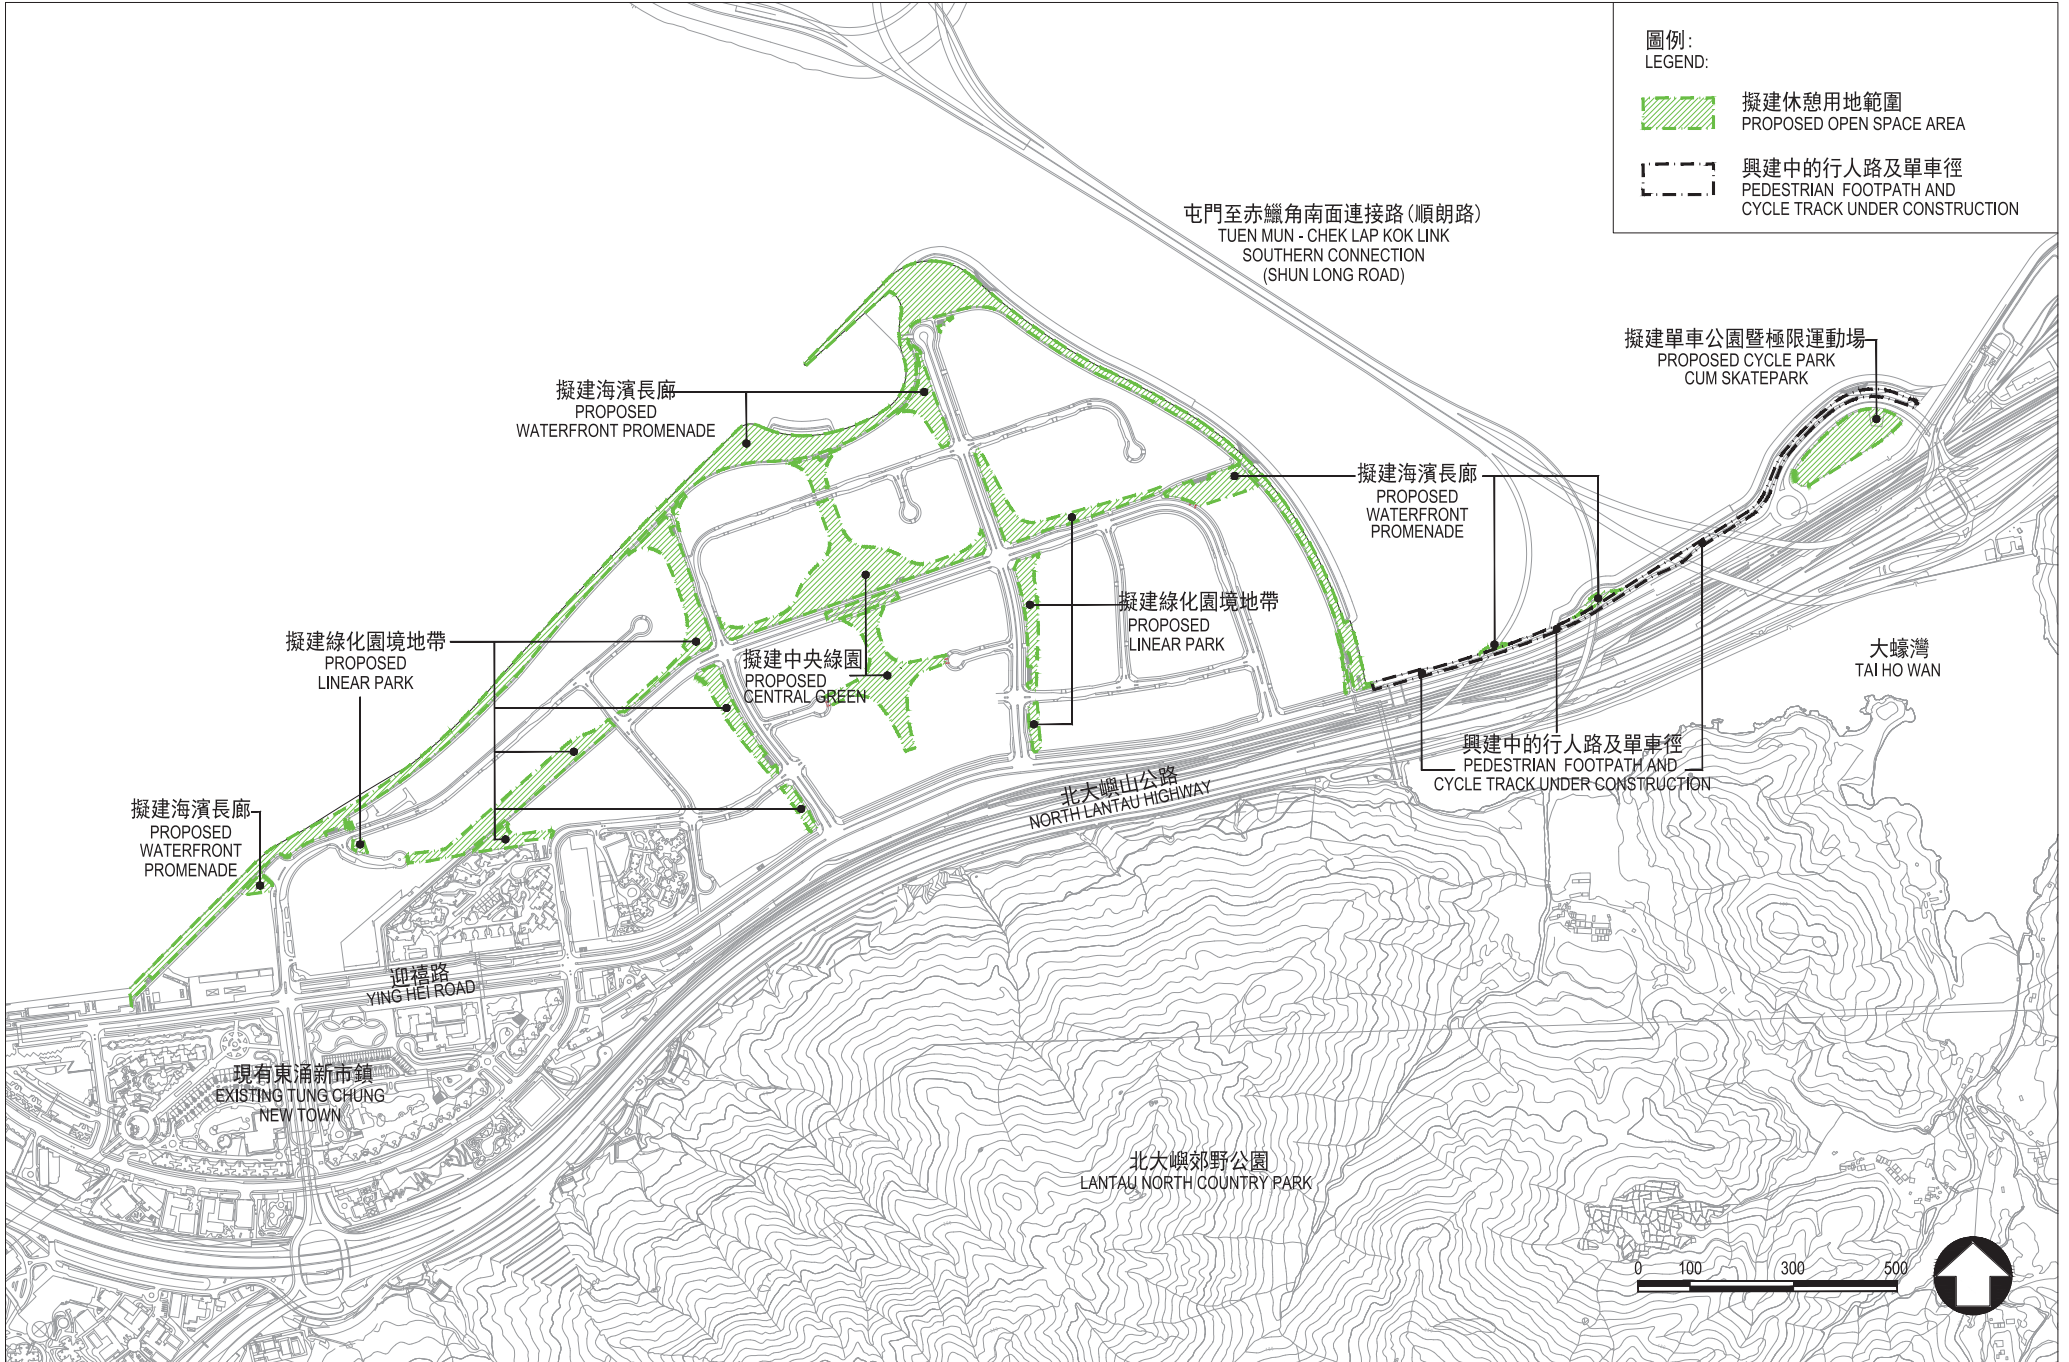 圖例:
LEGEND:
擬建休憩用地範圍
PROPOSED OPEN SPACE AREA
興建中的行人路及單車徑
PEDESTRIAN FOOTPATH AND
CYCLE TRACK UNDER CONSTRUCTION
屯門至赤鱲角南面連接路(順朗路)
TUEN MUN - CHEK LAP KOK LINK
SOUTHERN CONNECTION
(SHUN LONG ROAD)
擬建單車公園暨極限運動場
PROPOSED CYCLE PARK
CUM SKATEPARK
擬建海濱長廊
PROPOSED
WATERFRONT PROMENADE
擬建海濱長廊
PROPOSED
WATERFRONT
PROMENADE
擬建綠化園境地帶
PROPOSED
LINEAR PARK
擬建綠化園境地帶
PROPOSED
LINEAR PARK
擬建中央綠園
PROPOSED
CENTRAL GREEN
大蠔灣
TAI HO WAN
興建中的行人路及單車徑
PEDESTRIAN FOOTPATH AND
CYCLE TRACK UNDER CONSTRUCTION
北大嶼山公路
NORTH LANTAU HIGHWAY
擬建海濱長廊
PROPOSED
WATERFRONT
PROMENADE
迎禧路
YING HEI ROAD
現有東涌新市鎮
EXISTING TUNG CHUNG
NEW TOWN
北大嶼郊野公園
LANTAU NORTH COUNTRY PARK
0 100 300 500